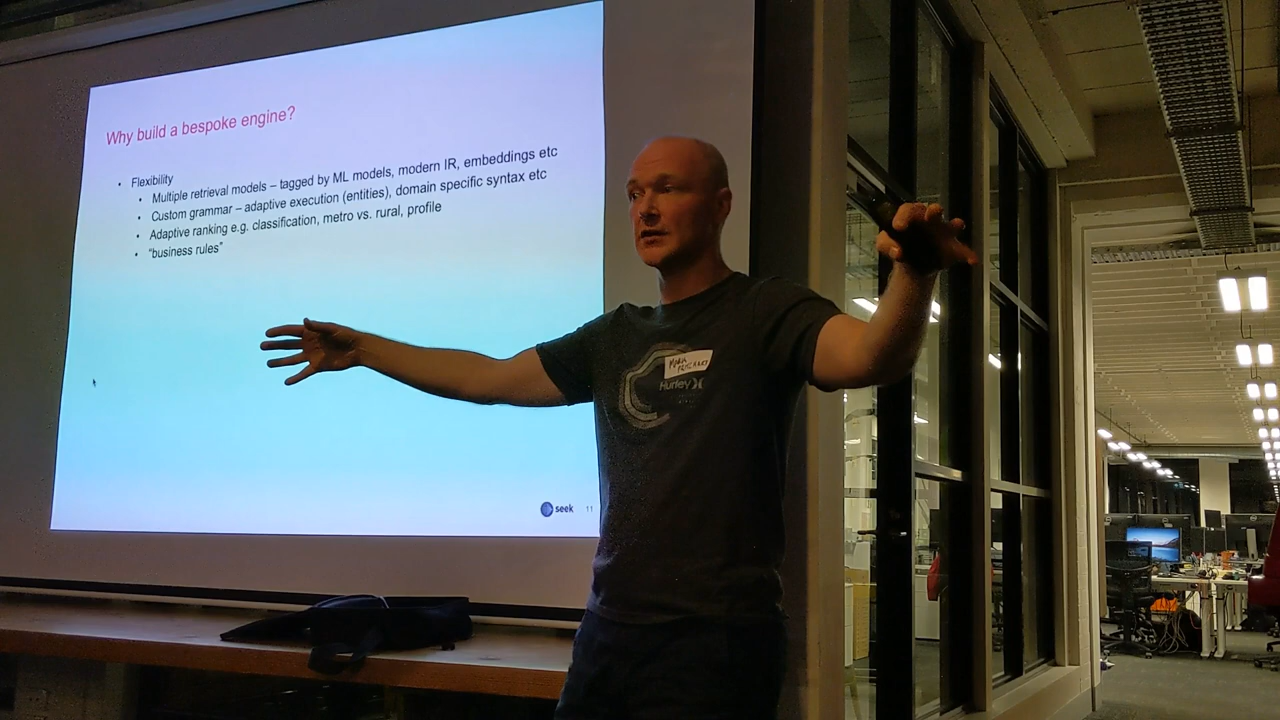 Why build a bespoke engine?
• Flexibility
• Multiple retrieval models – tagged by ML models, modern IR, embeddings etc
• Custom grammar – adaptive execution (entities), domain specific syntax etc
• Adaptive ranking e.g. classification, metro vs. rural, profile
• “business rules”
seek 11
MARK
Hurley